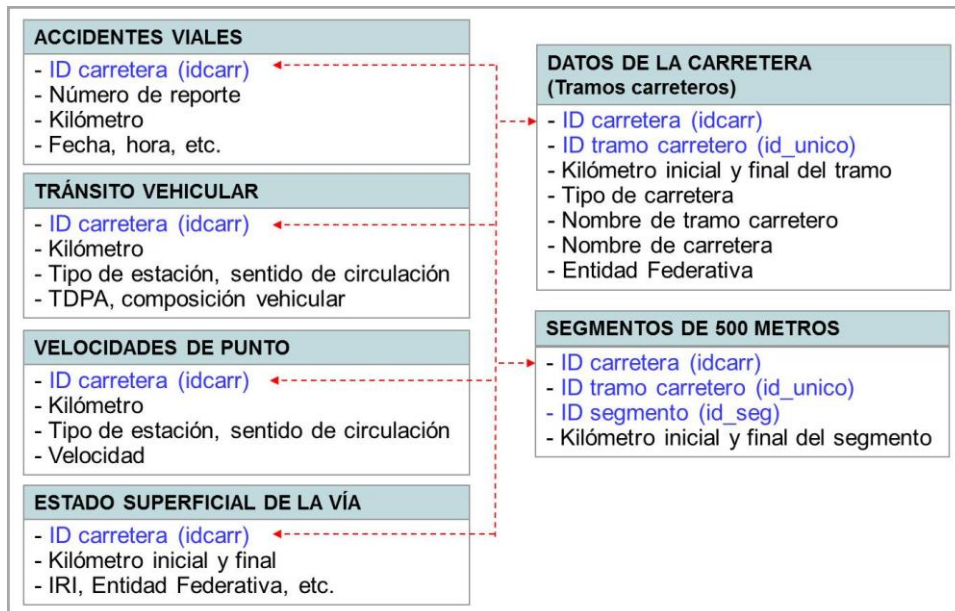 ACCIDENTES VIALES
- ID carretera (idcarr)
- Número de reporte
- Kilómetro
- Fecha, hora, etc.
TRÁNSITO VEHICULAR
- ID carretera (idcarr)
- Kilómetro
- Tipo de estación, sentido de circulación
- TDPA, composición vehicular
VELOCIDADES DE PUNTO
- ID carretera (idcarr)
- Kilómetro
- Tipo de estación, sentido de circulación
- Velocidad
ESTADO SUPERFICIAL DE LA VÍA
- ID carretera (idcarr)
- Kilómetro inicial y final
- IRI, Entidad Federativa, etc.
DATOS DE LA CARRETERA
(Tramos carreteros)
- ID carretera (idcarr)
- ID tramo carretero (id_unico)
- Kilómetro inicial y final del tramo
- Tipo de carretera
- Nombre de tramo carretero
- Nombre de carretera
- Entidad Federativa
SEGMENTOS DE 500 METROS
- ID carretera (idcarr)
- ID tramo carretero (id_unico)
- ID segmento (id_seg)
- Kilómetro inicial y final del segmento